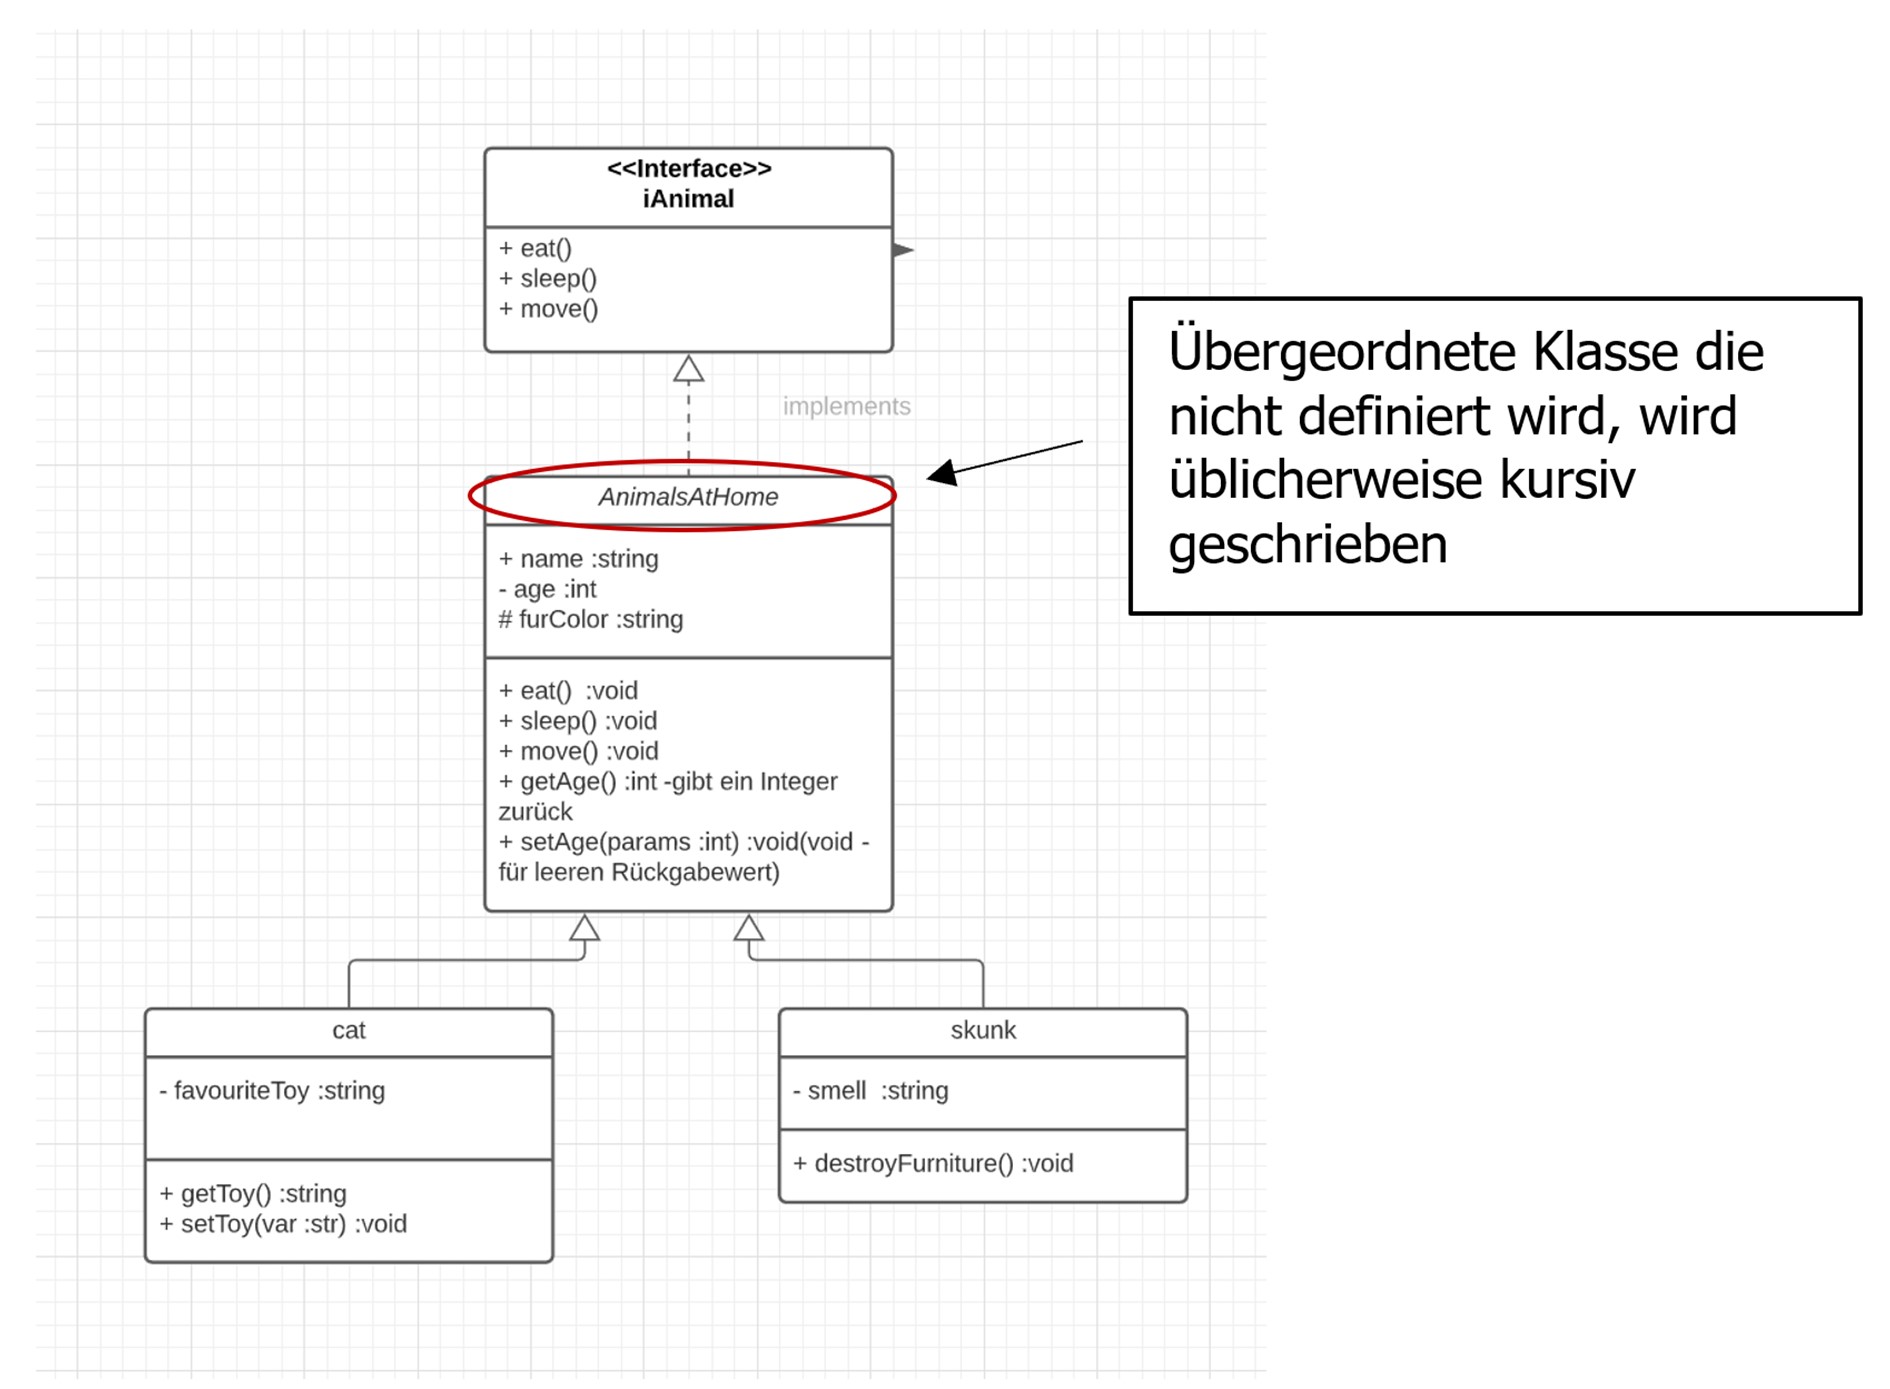 <<Interface>>
iAnimal
+ eat()
+ sleep()
+ move()
implements
Übergeordnete Klasse die
nicht definiert wird, wird
üblicherweise kursiv
geschrieben
AnimalsAtHome
+ name :string
- age :int
# furColor :string
+ eat()  :void
+ sleep() :void
+ move() :void
+ getAge() :int -gibt ein Integer
zurück
+ setAge(params :int) :void(void -
für leeren Rückgabewert)
cat
- favouriteToy :string
+ getToy() :string
+ setToy(var :str) :void
skunk
- smell  :string
+ destroyFurniture() :void